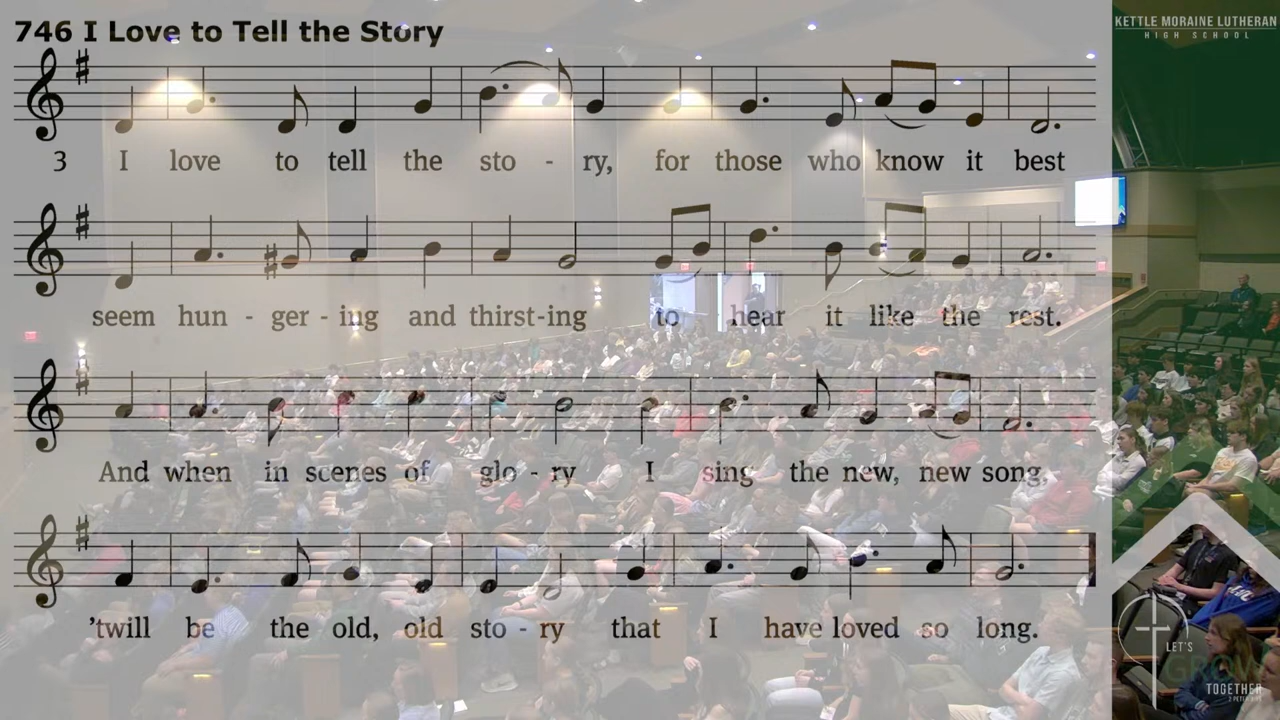 746 I Love to Tell the Story
KETTLE MORAINE LUTHERAN
HIGH SCHOOL
3 I love to tell the sto - ry, for those who know it best
seem hun - ger - ing and thirst-ing to hear it like the rest.
And when in scenes of glo - ry I sing the new, new song,
’twill be the old, old sto - ry that I have loved so long.
LET'S
GROW
TOGETHER